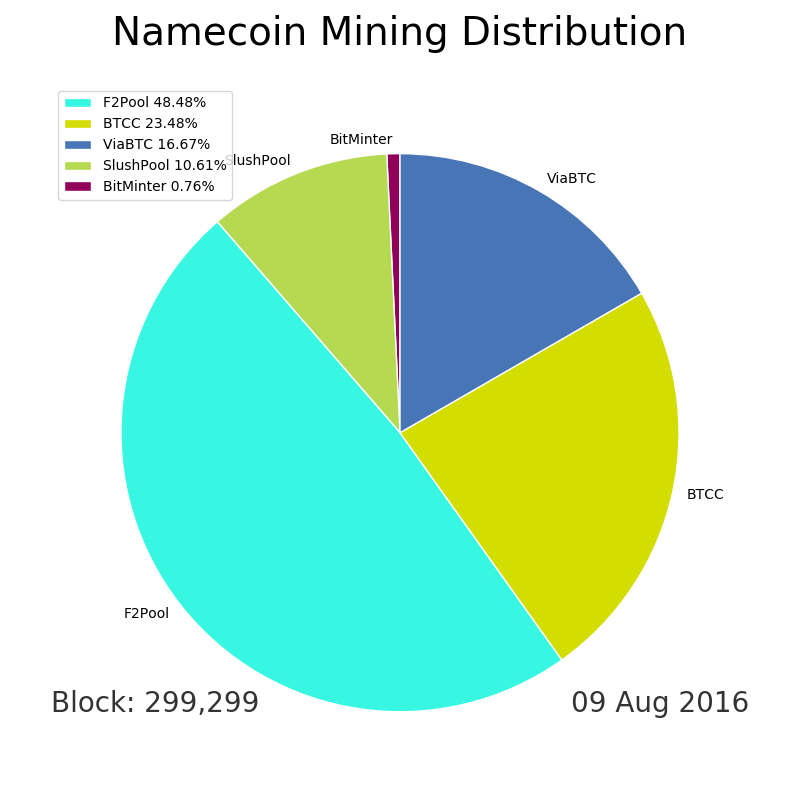 Namecoin Mining Distribution
F2Pool 48.48%
BTCC 23.48%
ViaBTC 16.67%
SlushPool 10.61%
BitMinter 0.76%
BitMinter
SlushPool
ViaBTC
BTCC
F2Pool
Block: 299,299
09 Aug 2016